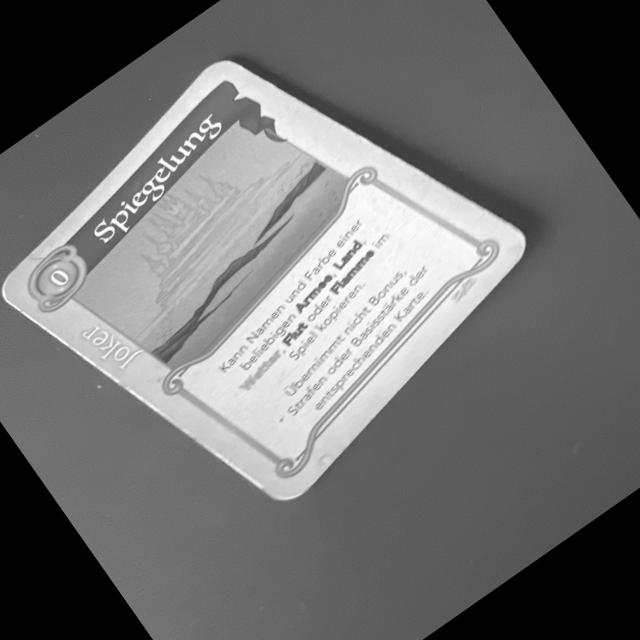 0
Spiegelung
Joker
Kann Namen und Farbe einer
beliebigen Armee, Land,
Wetter, Flut oder Flamme im
Spiel kopieren.
Übernimmt nicht Bonus,
Strafen oder Basisstärke der
entsprechenden Karte.